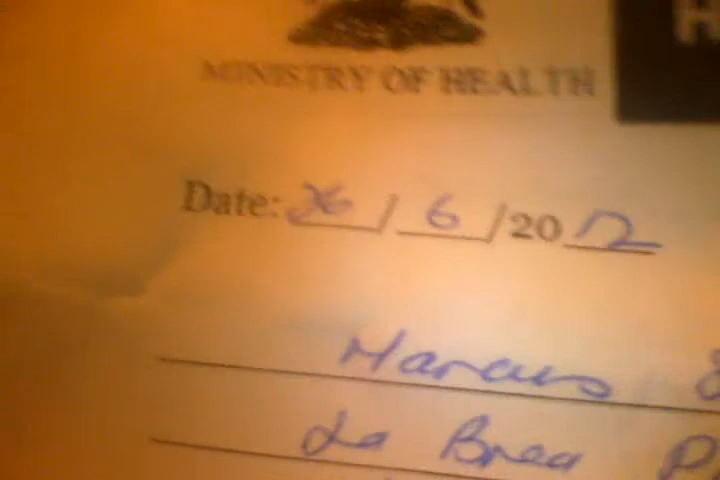 H
MINISTRY OF HEALTH
Date: 26/6/2012
Marcus
La Brea